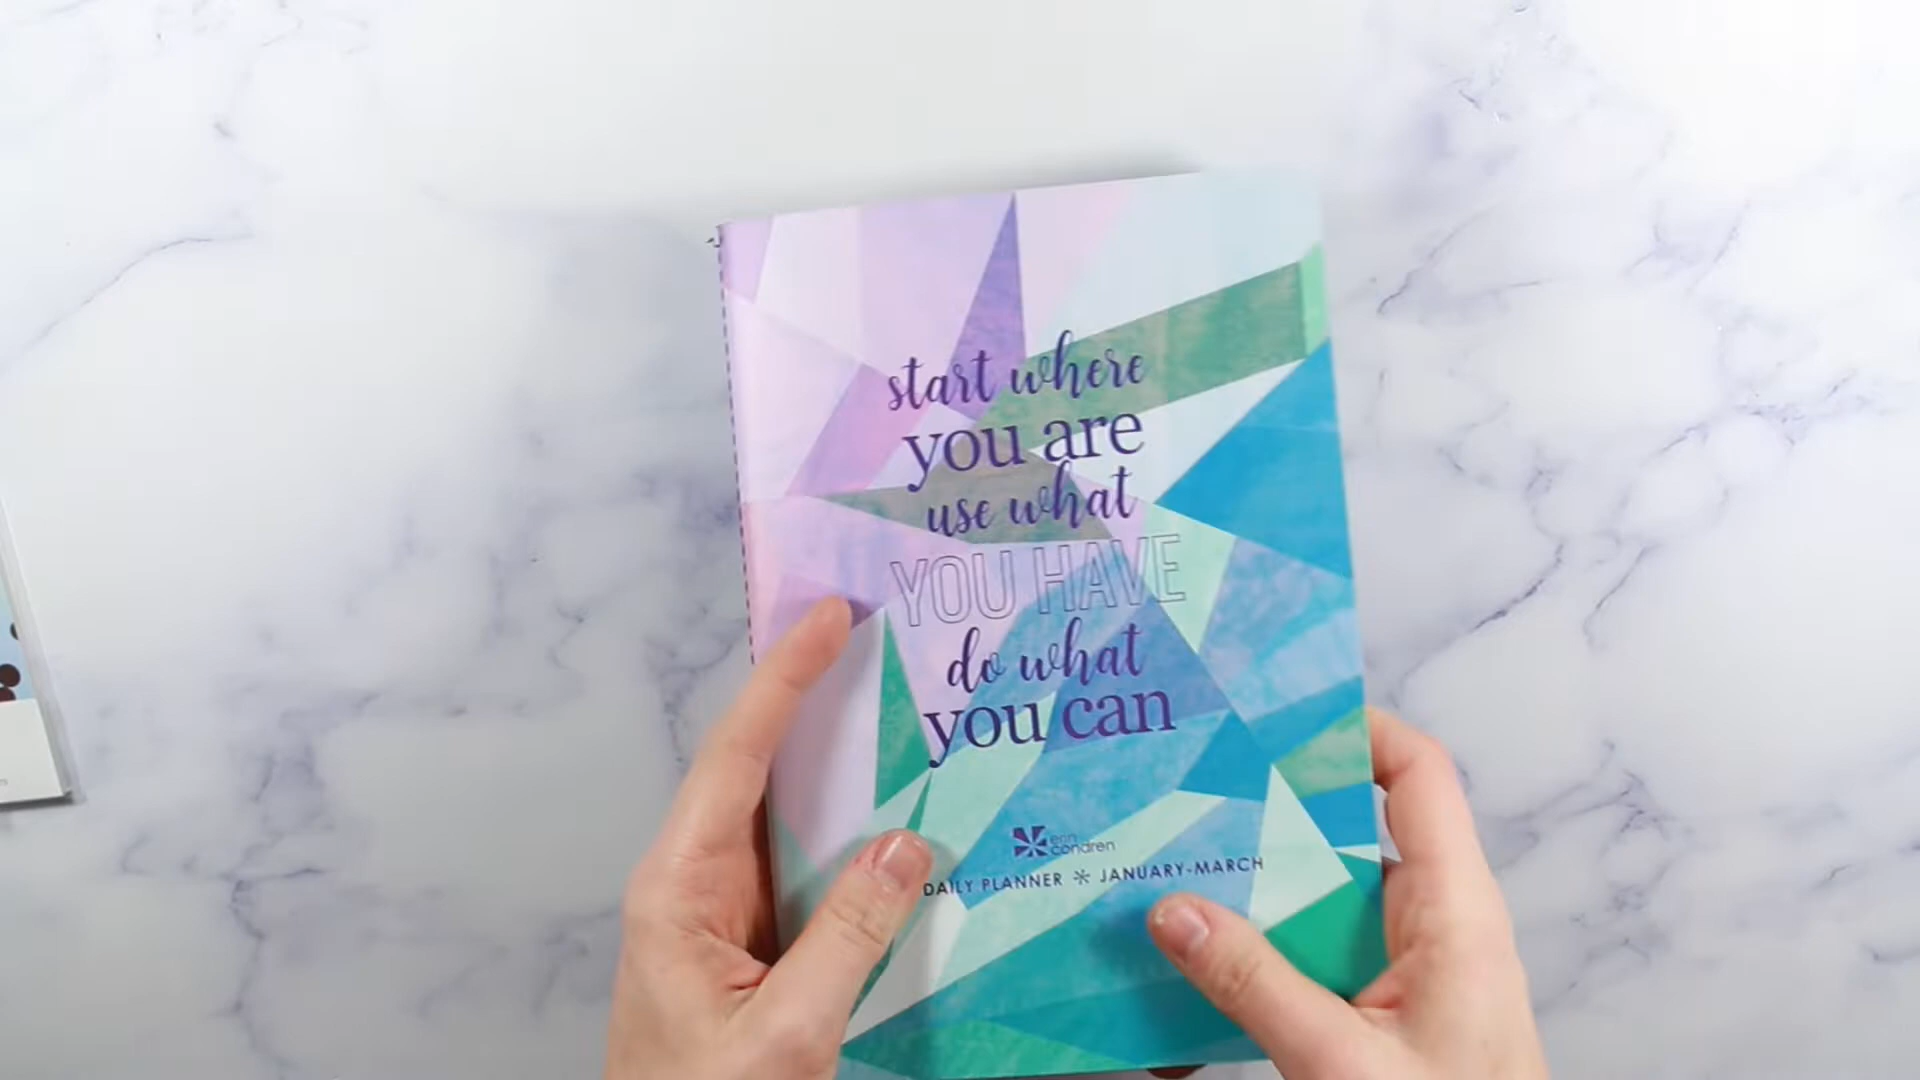 start where
you are
use what
YOU HAVE
do what
you can
erin
condren
DAILY PLANNER * JANUARY-MARCH